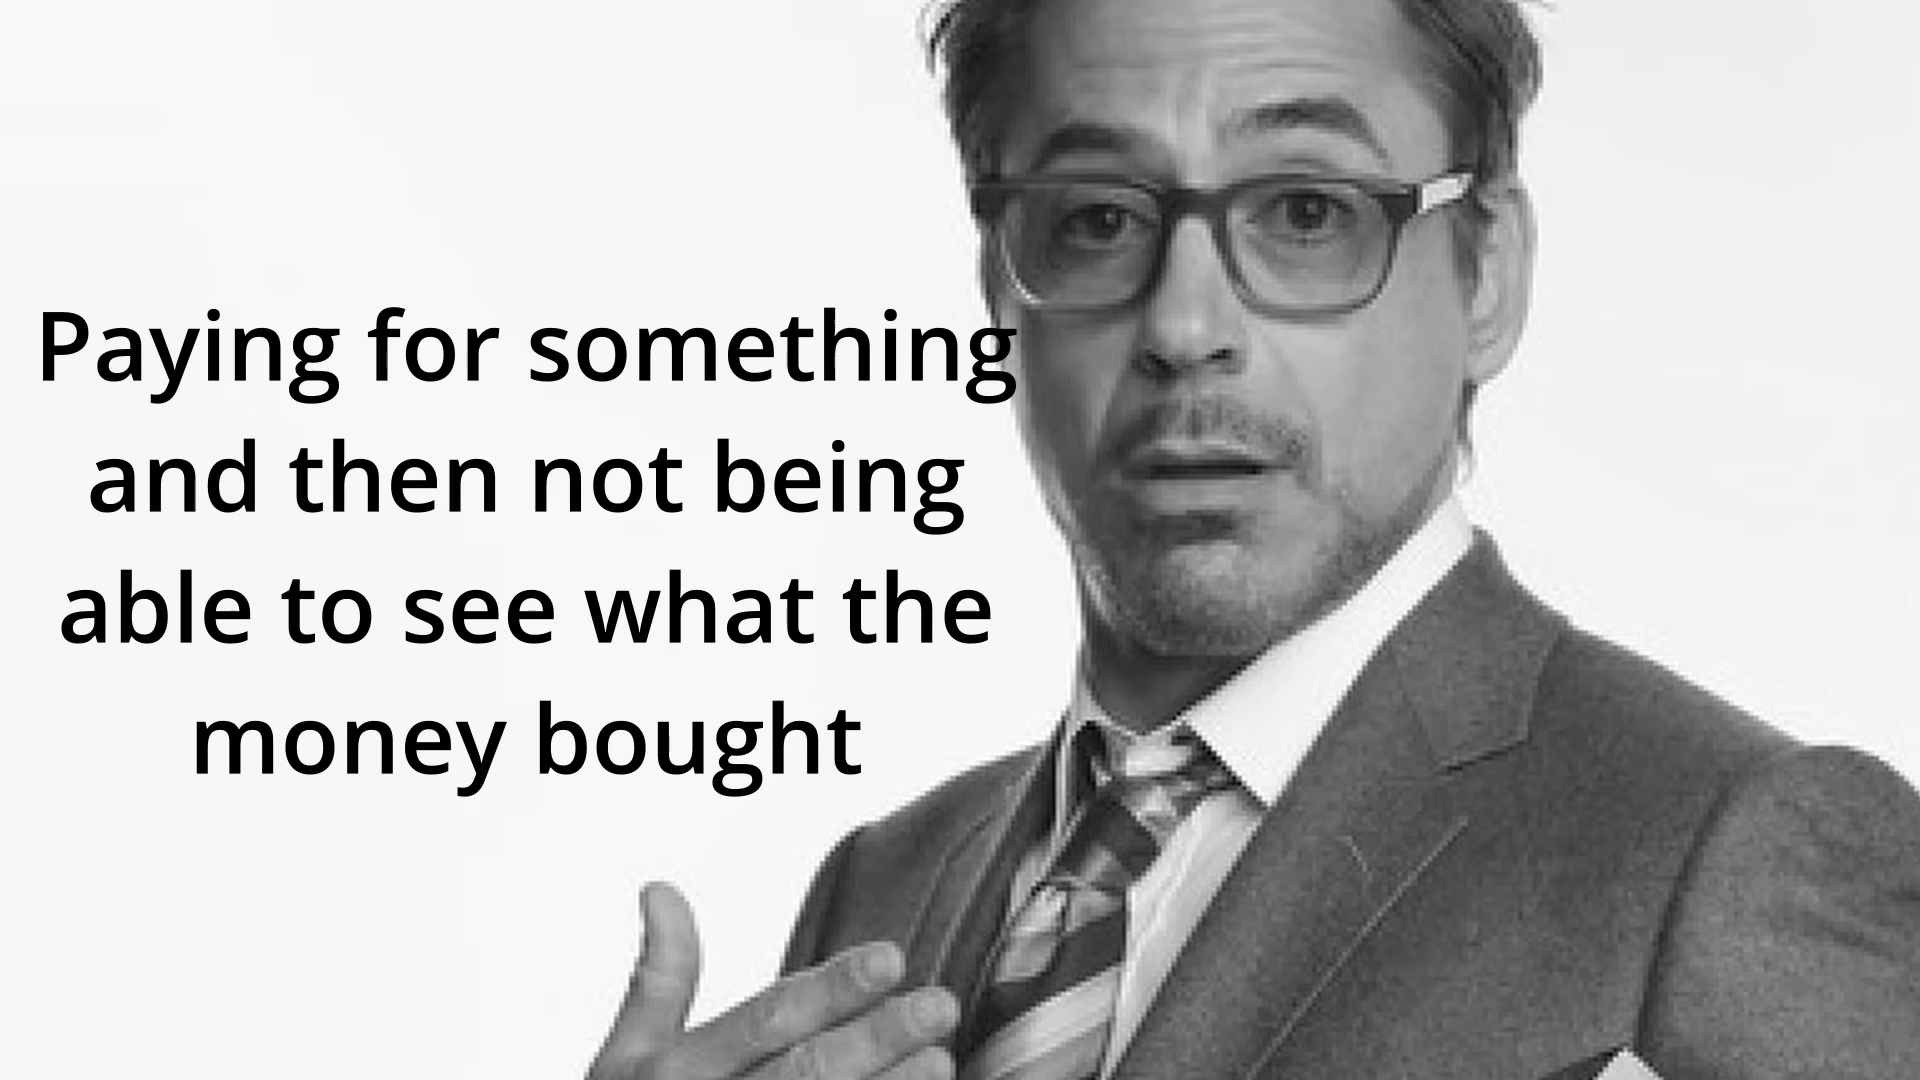 Paying for something
and then not being
able to see what the
money bought